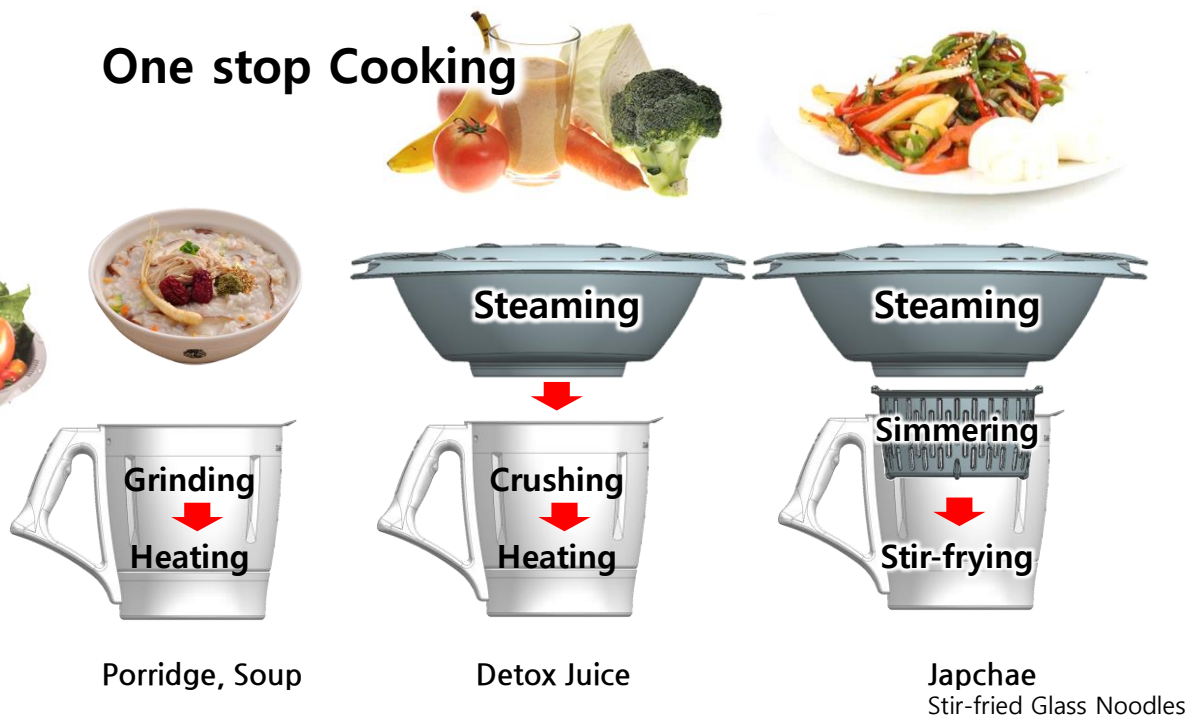 One stop Cooking
Steaming
Steaming
Simmering
Grinding
Crushing
Heating
Heating
Stir-frying
Porridge, Soup
Detox Juice
Japchae
Stir-fried Glass Noodles